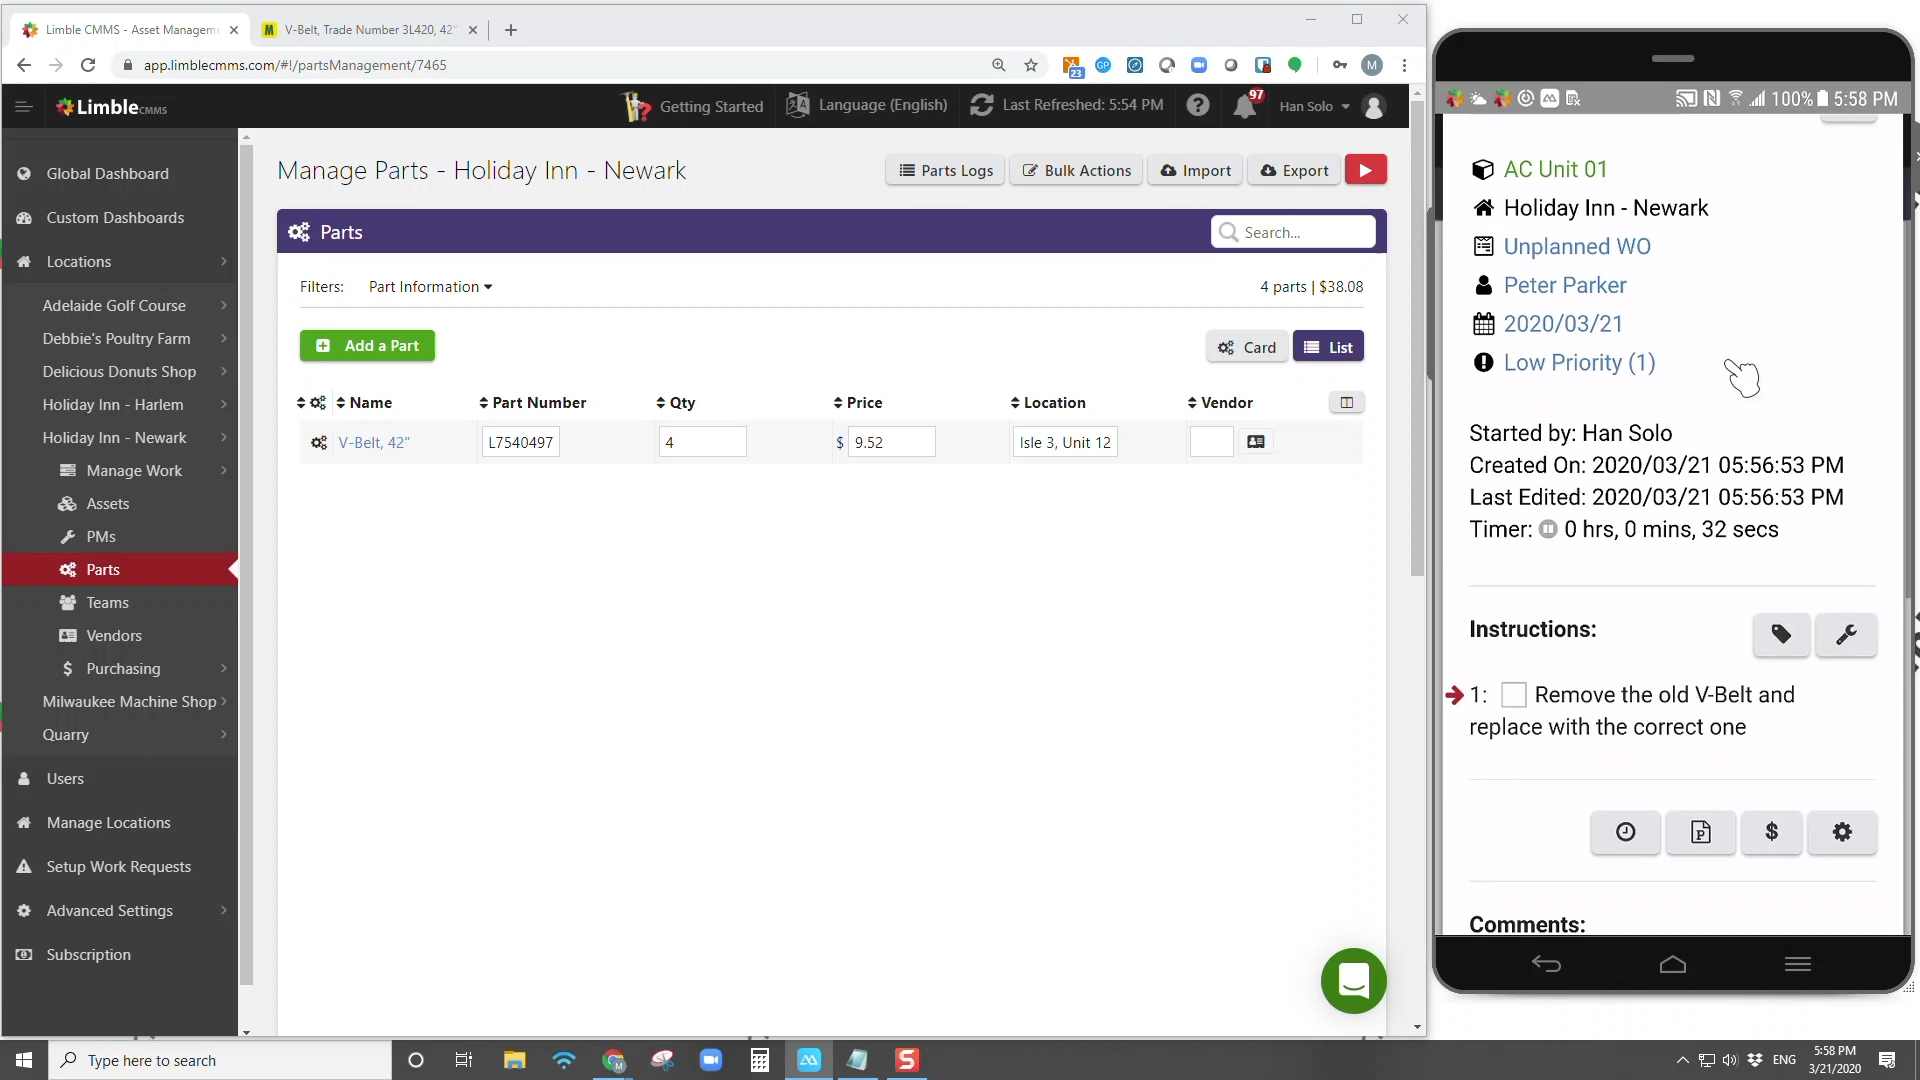 Limble CMMS - Asset Managem
V-Belt, Trade Number 3L420, 42"
app.limblecmms.com/#!/partsManagement/7465
23
GP
M
Limble CMMS
Getting Started
Language (English)
Last Refreshed: 5:54 PM
97
Han Solo
Global Dashboard
Custom Dashboards
Locations
Adelaide Golf Course
Debbie's Poultry Farm
Delicious Donuts Shop
Holiday Inn - Harlem
Holiday Inn - Newark
Manage Work
Assets
PMs
Parts
Teams
Vendors
Purchasing
Milwaukee Machine Shop
Quarry
Users
Manage Locations
Setup Work Requests
Advanced Settings
Subscription
Manage Parts - Holiday Inn - Newark
Parts Logs
Bulk Actions
Import
Export
Parts
Search...
Filters: Part Information
4 parts | $38.08
Add a Part
Card
List
Name Part Number Qty Price Location Vendor
V-Belt, 42" L7540497 4 $ 9.52 Isle 3, Unit 12
100% 5:58 PM
AC Unit 01
Holiday Inn - Newark
Unplanned WO
Peter Parker
2020/03/21
Low Priority (1)
Started by: Han Solo
Created On: 2020/03/21 05:56:53 PM
Last Edited: 2020/03/21 05:56:53 PM
Timer: 0 hrs, 0 mins, 32 secs
Instructions:
1: Remove the old V-Belt and
replace with the correct one
Comments:
Type here to search
ENG
5:58 PM
3/21/2020